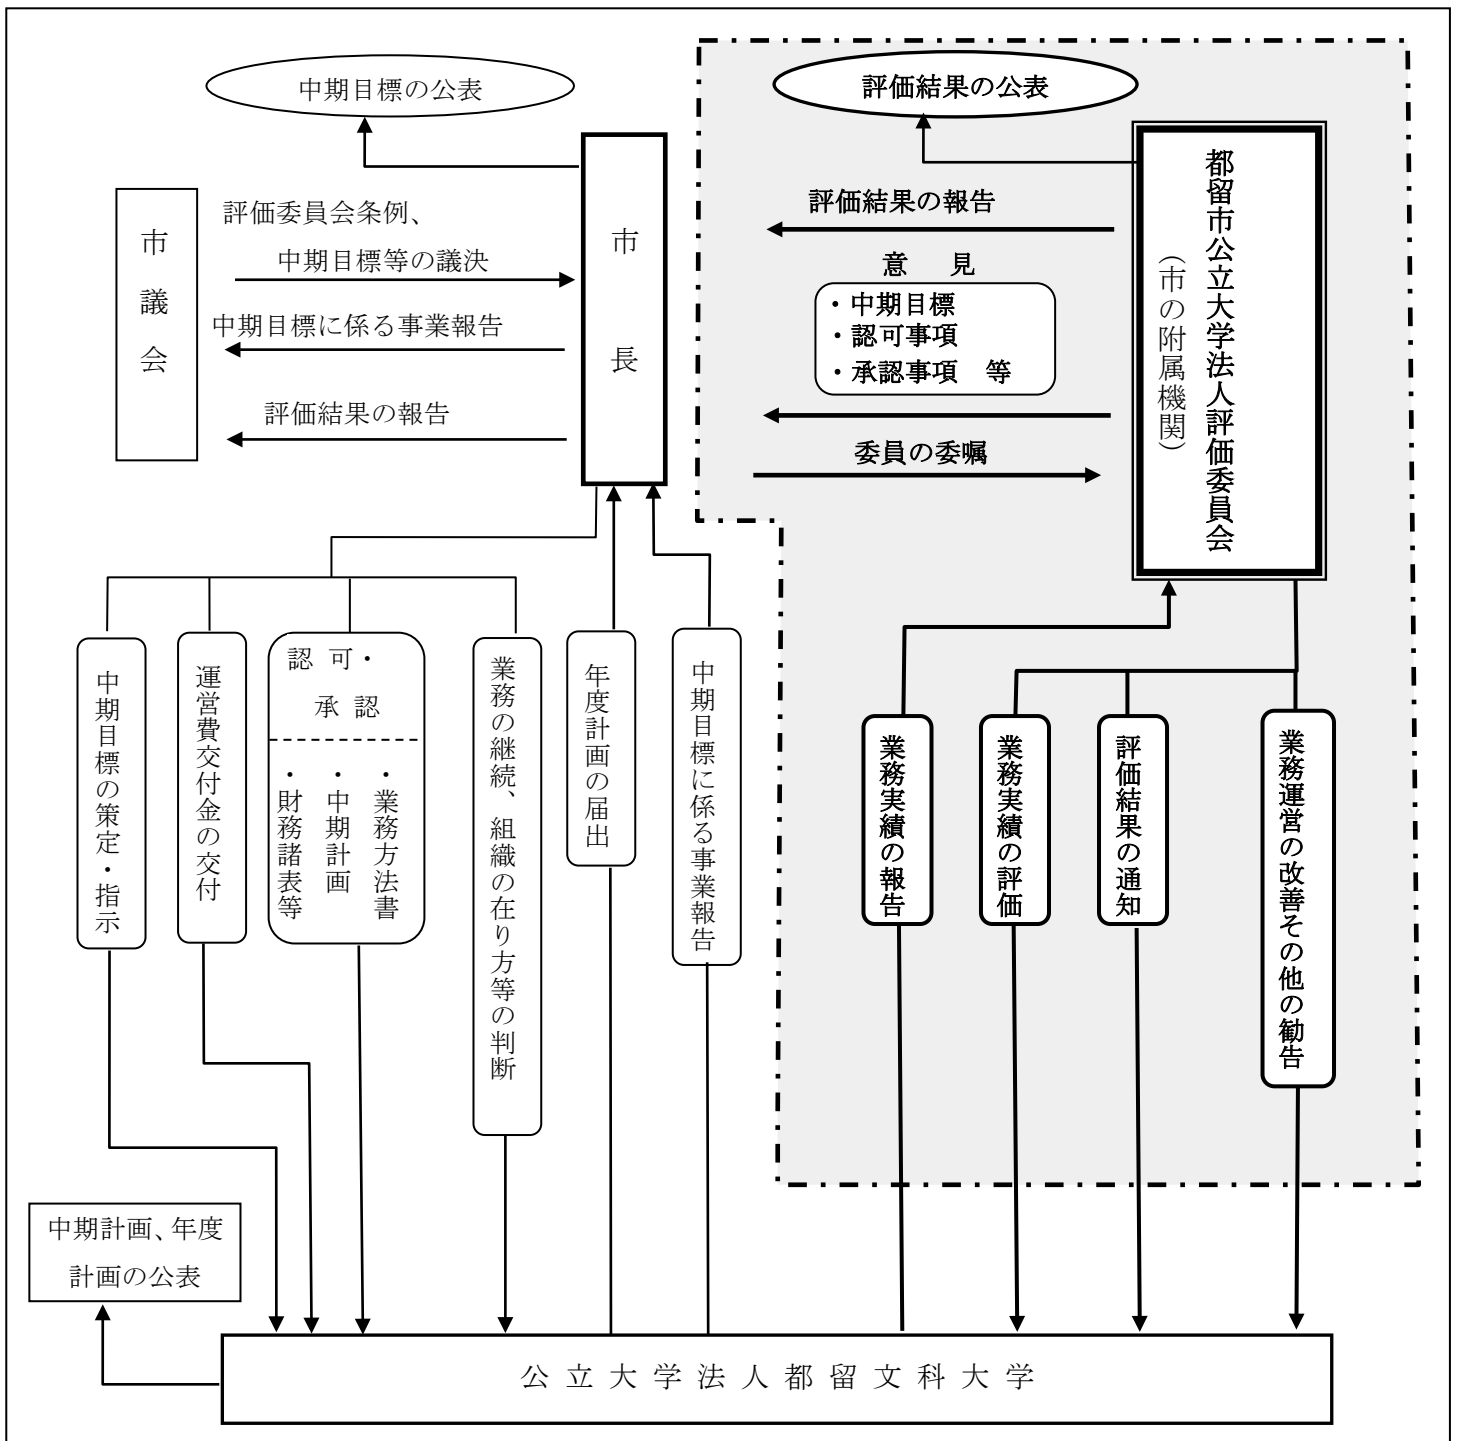 中期目標の公表
評価結果の公表
市議会
評価委員会条例、
中期目標等の議決
中期目標に係る事業報告
評価結果の報告
市長
評価結果の報告
意　見
・中期目標
・認可事項
・承認事項　等
委員の委嘱
都留市公立大学法人評価委員会
（市の附属機関）
中期目標の策定・指示
運営費交付金の交付
認可・
承認
・業務方法書
・中期計画
・財務諸表等
業務の継続、組織の在り方等の判断
年度計画の届出
中期目標に係る事業報告
業務実績の報告
業務実績の評価
評価結果の通知
業務運営の改善その他の勧告
中期計画、年度
計画の公表
公立大学法人都留文科大学